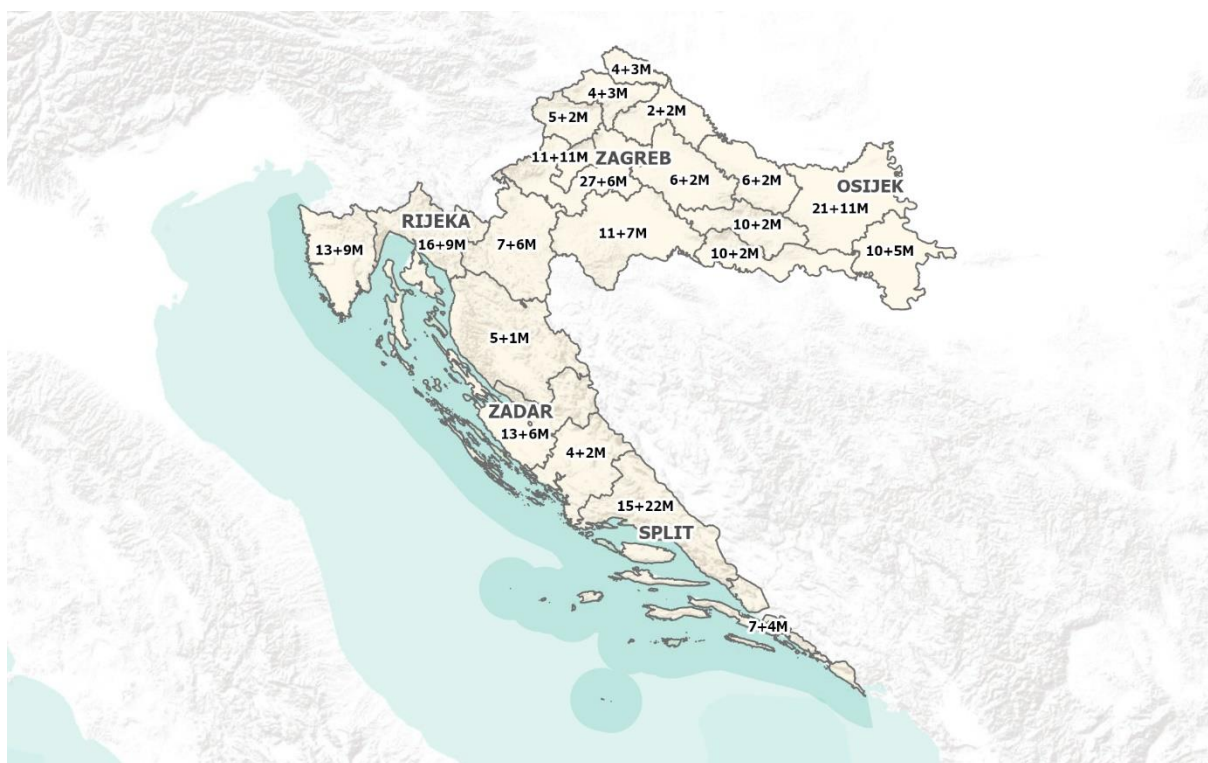 4+3M
4+3M
2+2M
5+2M
11+11M
ZAGREB
27+6M
6+2M
6+2M
OSIJEK
21+11M
RIJEKA
13+9M
16+9M
7+6M
11+7M
10+2M
10+2M
10+5M
5+1M
ZADAR
13+6M
4+2M
15+22M
SPLIT
7+4M